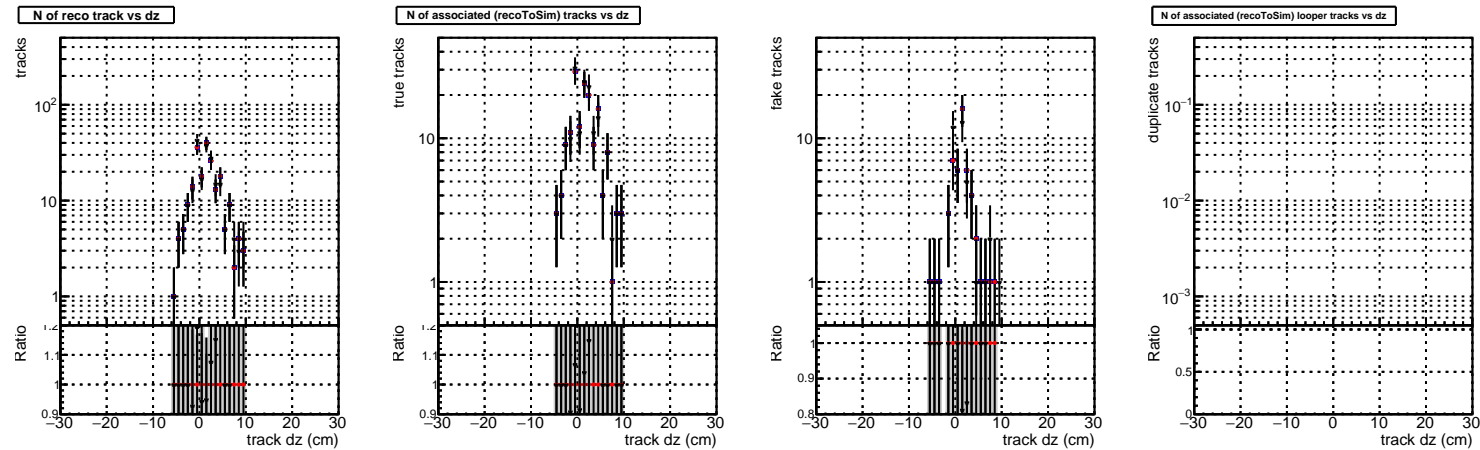 N of reco track vs dz
tracks
10²
10
1
Ratio
1.2
1.1
1
0.9
−30 −20 −10 0 10 20 30
track dz (cm)
N of associated (recoToSim) tracks vs dz
true tracks
10
1
Ratio
1.2
1.1
1
0.9
−30 −20 −10 0 10 20 30
track dz (cm)
fake tracks
10
1
Ratio
1
0.9
0.8
−30 −20 −10 0 10 20 30
track dz (cm)
N of associated (recoToSim) looper tracks vs dz
duplicate tracks
10⁻¹
10⁻²
10⁻³
Ratio
1
0.5
0
−30 −20 −10 0 10 20 30
track dz (cm)